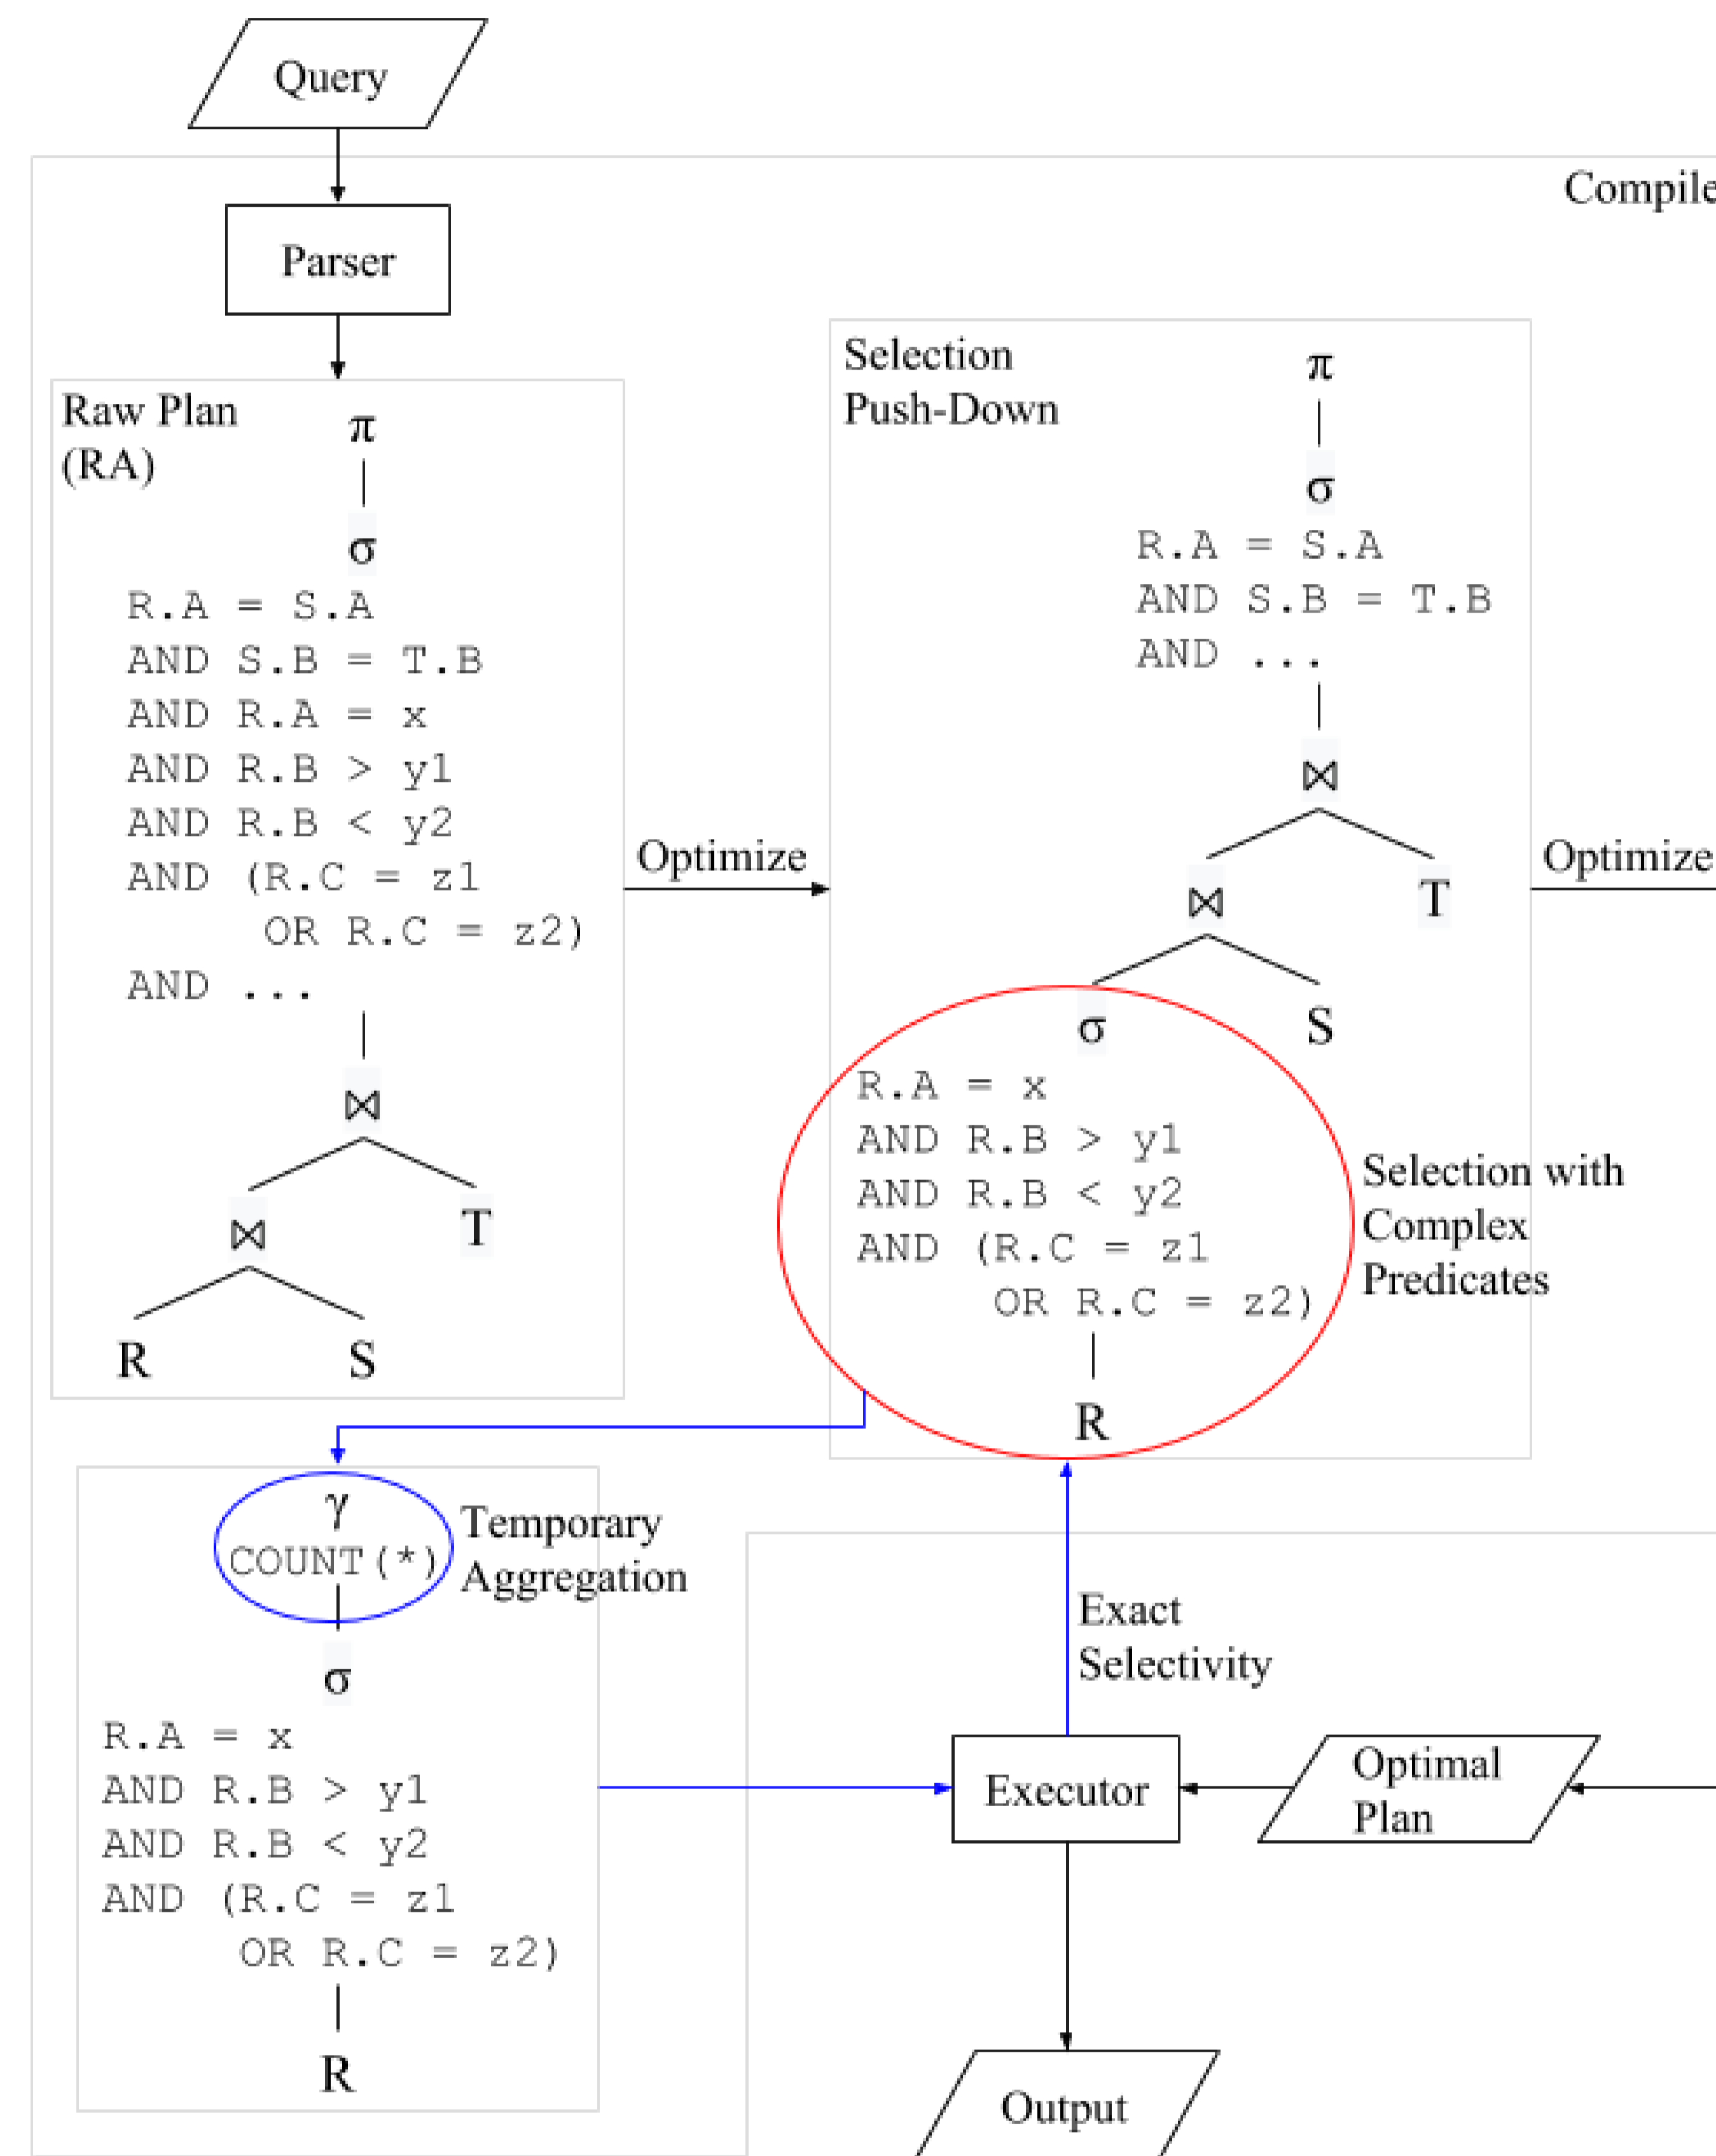 Query
Compile
Parser
Raw Plan
(RA)
π
σ
R.A = S.A
AND S.B = T.B
AND R.A = x
AND R.B > y1
AND R.B < y2
AND (R.C = z1
OR R.C = z2)
AND ...
⋈
⋈
T
R
S
Optimize
Selection
Push-Down
π
σ
R.A = S.A
AND S.B = T.B
AND ...
⋈
⋈
T
σ
S
R.A = x
AND R.B > y1
AND R.B < y2
AND (R.C = z1
OR R.C = z2)
R
Selection with
Complex
Predicates
Optimize
γ
COUNT(*)
Temporary
Aggregation
σ
R.A = x
AND R.B > y1
AND R.B < y2
AND (R.C = z1
OR R.C = z2)
R
Exact
Selectivity
Executor
Optimal
Plan
Output